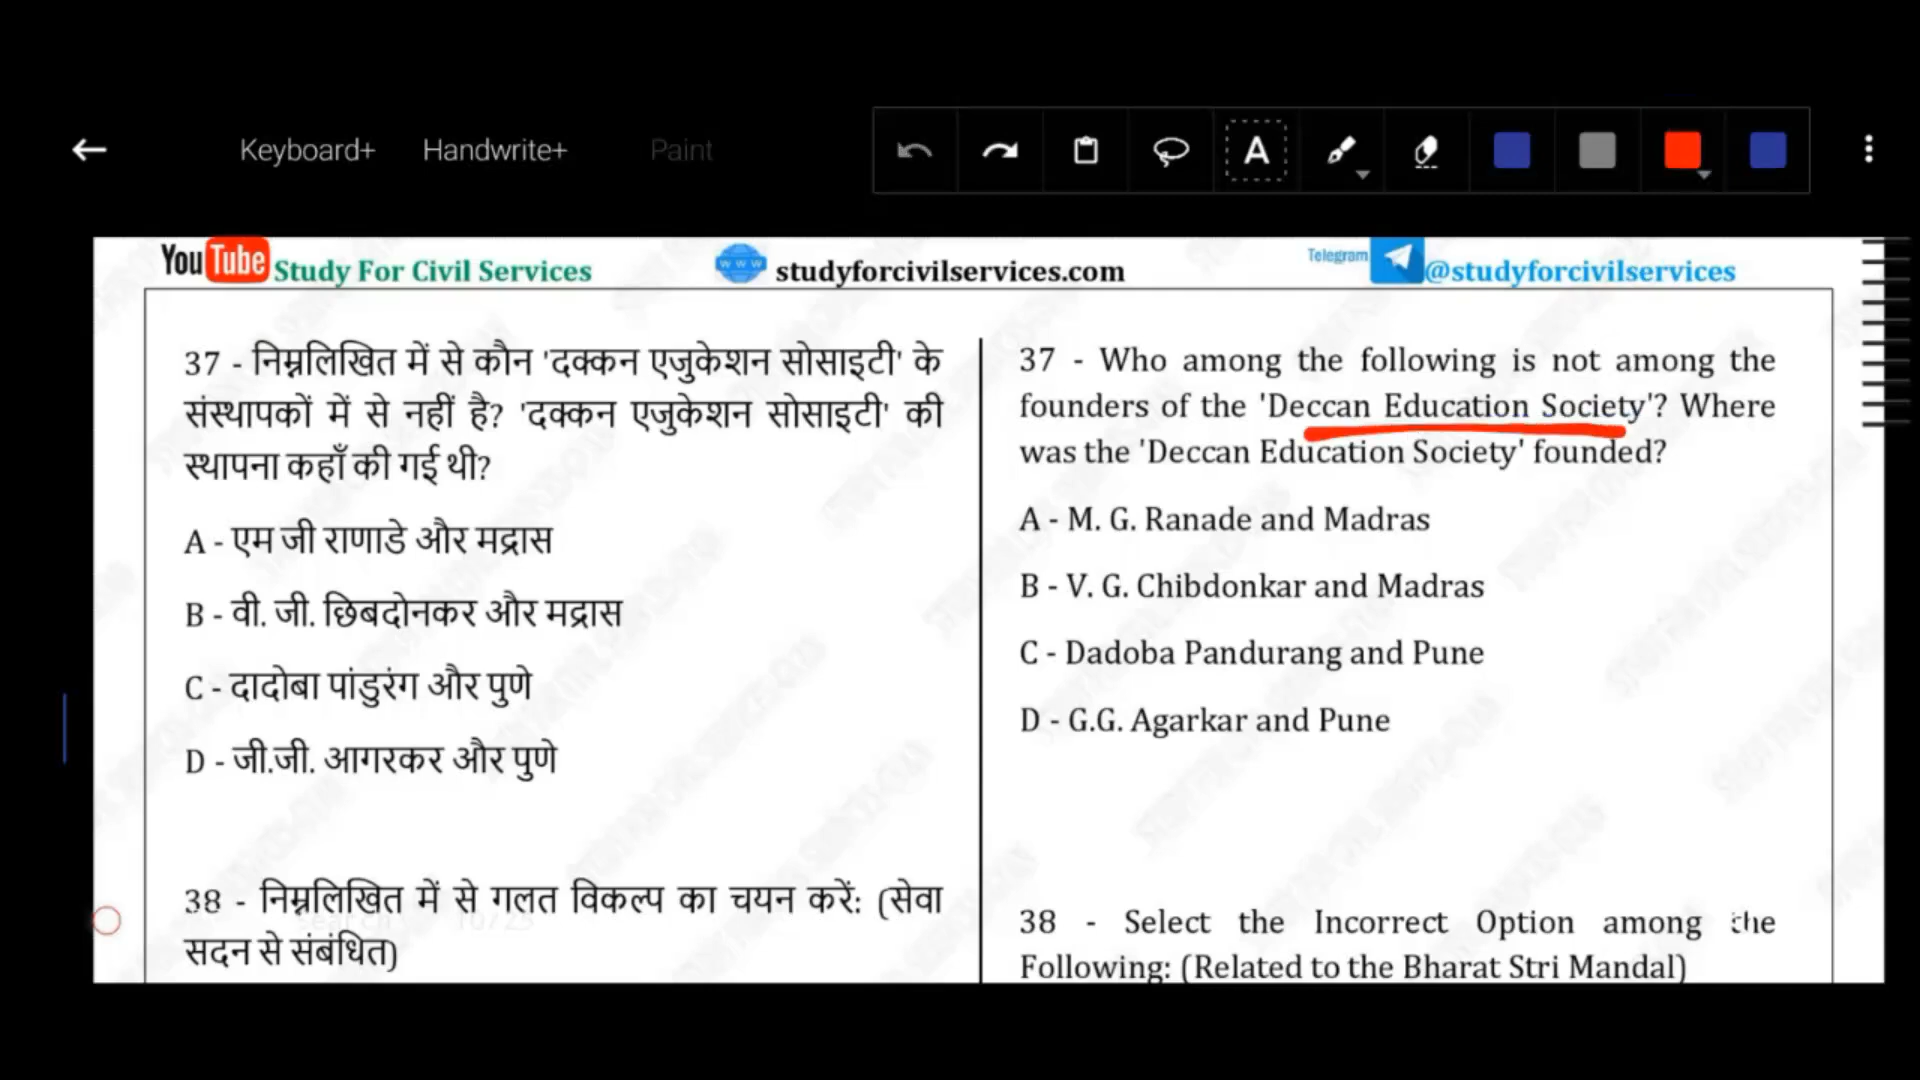 Keyboard+ Handwrite+ Paint
A
YouTube Study For Civil Services
WWW studyforcivilservices.com
Telegram @studyforcivilservices
37 - निम्नलिखित में से कौन 'दक्कन एजुकेशन सोसाइटी' के
संस्थापकों में से नहीं है? 'दक्कन एजुकेशन सोसाइटी' की
स्थापना कहाँ की गई थी?
A - एम जी राणाडे और मद्रास
B - वी. जी. छिबदोनकर और मद्रास
C - दादोबा पांडुरंग और पुणे
D - जी.जी. आगरकर और पुणे
38 - निम्नलिखित में से गलत विकल्प का चयन करें: (सेवा
सदन से संबंधित)
37 - Who among the following is not among the
founders of the 'Deccan Education Society'? Where
was the 'Deccan Education Society' founded?
A - M. G. Ranade and Madras
B - V. G. Chibdonkar and Madras
C - Dadoba Pandurang and Pune
D - G.G. Agarkar and Pune
38 - Select the Incorrect Option among the
Following: (Related to the Bharat Stri Mandal)